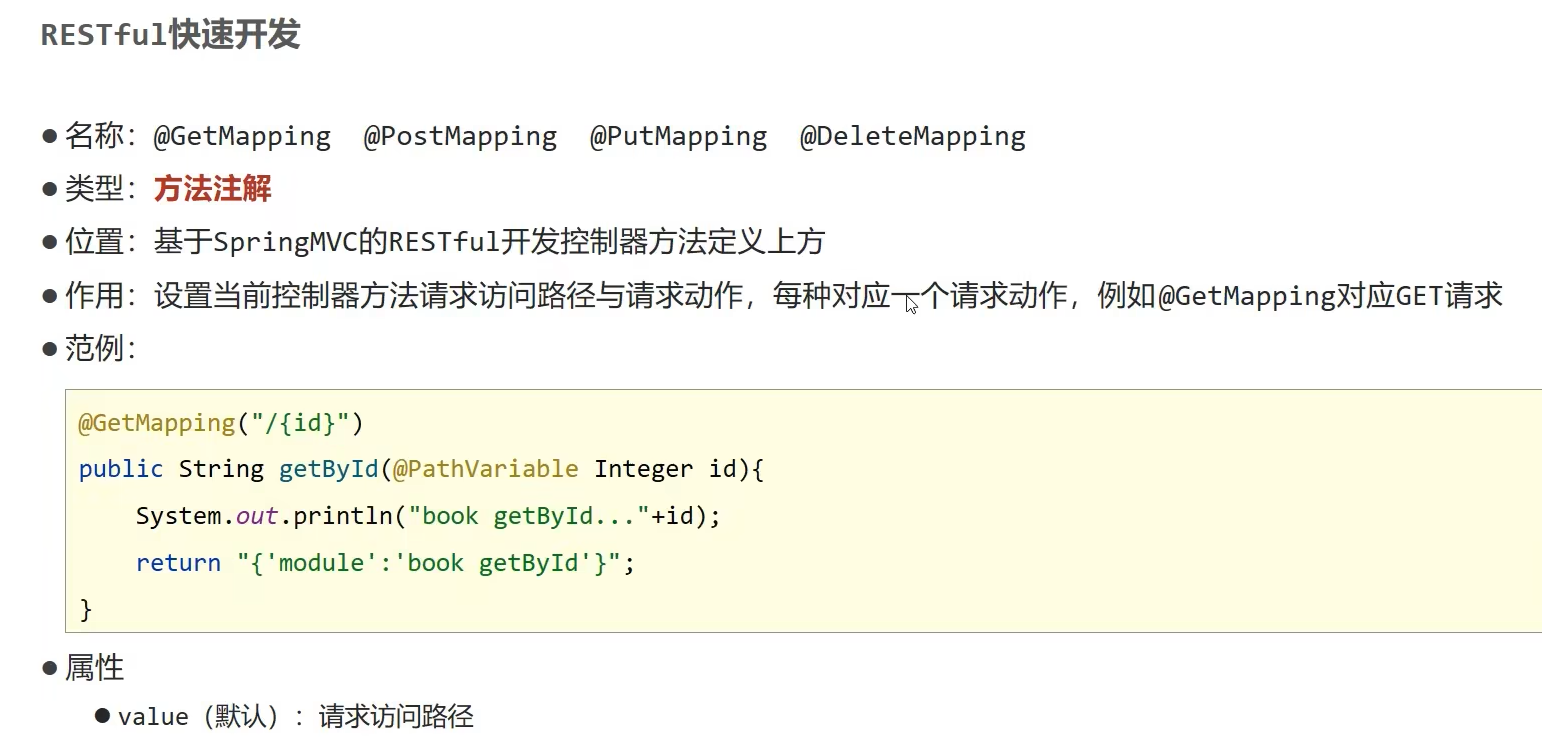 RESTful快速开发
● 名称：@GetMapping @PostMapping @PutMapping @DeleteMapping
● 类型：方法注解
● 位置：基于SpringMVC的RESTful开发控制器方法定义上方
● 作用：设置当前控制器方法请求访问路径与请求动作，每种对应一个请求动作，例如@GetMapping对应GET请求
● 范例：
@GetMapping("/{id}")
public String getById(@PathVariable Integer id){
    System.out.println("book getById..."+id);
    return "{'module':'book getById'}";
}
● 属性
● value（默认）：请求访问路径